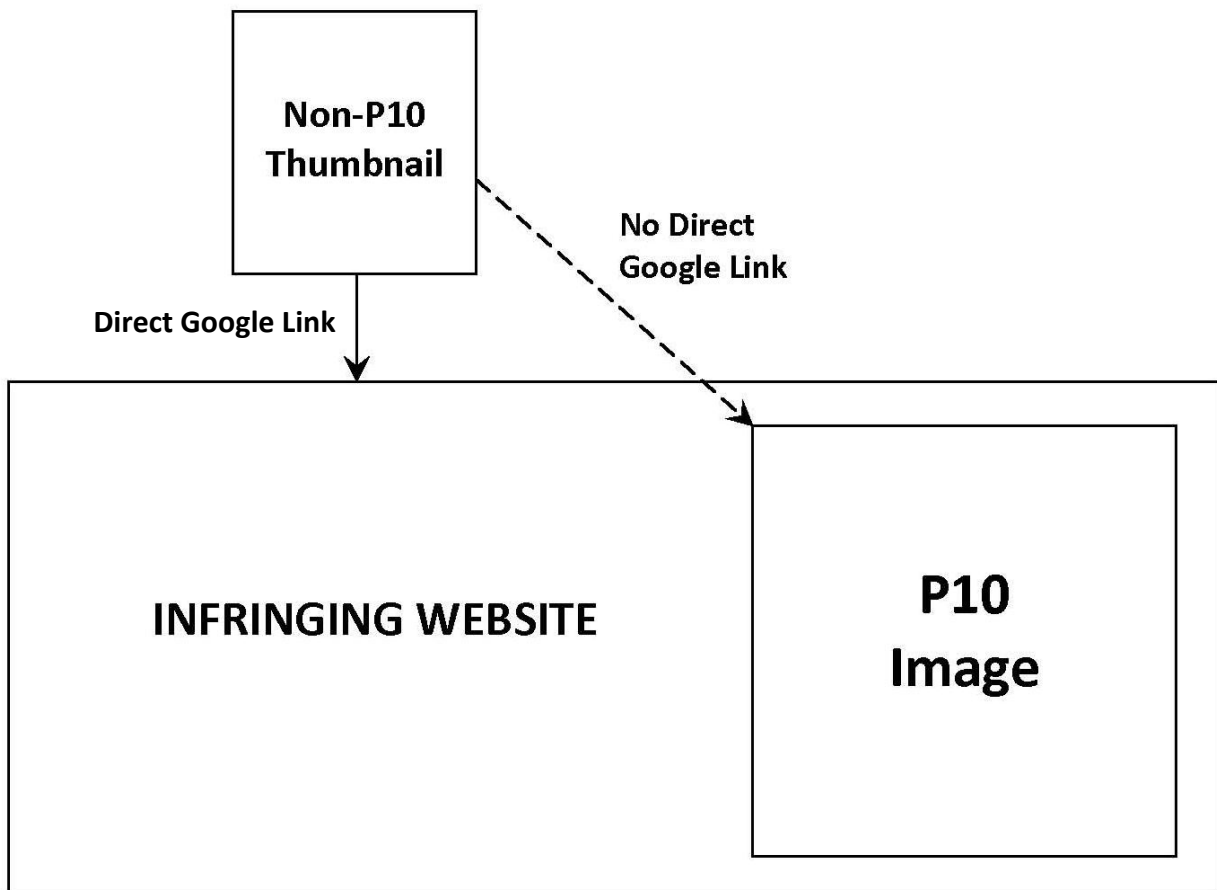 Non-P10
Thumbnail
No Direct
Google Link
Direct Google Link
INFRINGING WEBSITE
P10
Image